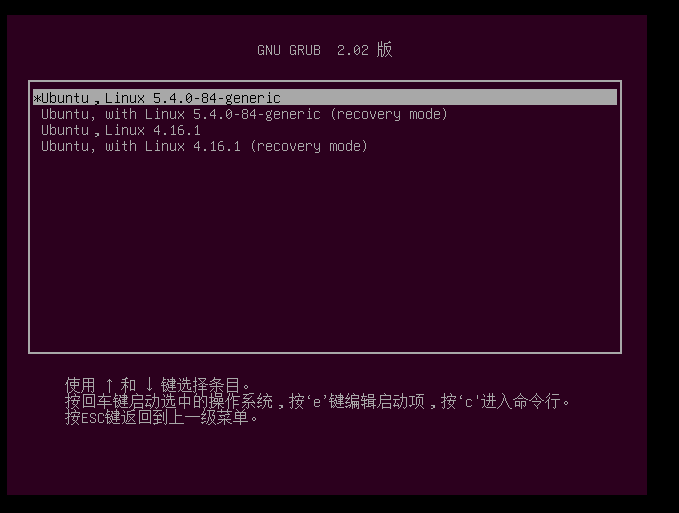 GNU GRUB  2.02 版
*Ubuntu，Linux 5.4.0-84-generic
Ubuntu, with Linux 5.4.0-84-generic (recovery mode)
Ubuntu，Linux 4.16.1
Ubuntu, with Linux 4.16.1 (recovery mode)
使用 ↑ 和 ↓ 键选择条目。
按回车键启动选中的操作系统，按‘e’键编辑启动项，按‘c'进入命令行。
按ESC键返回到上一级菜单。